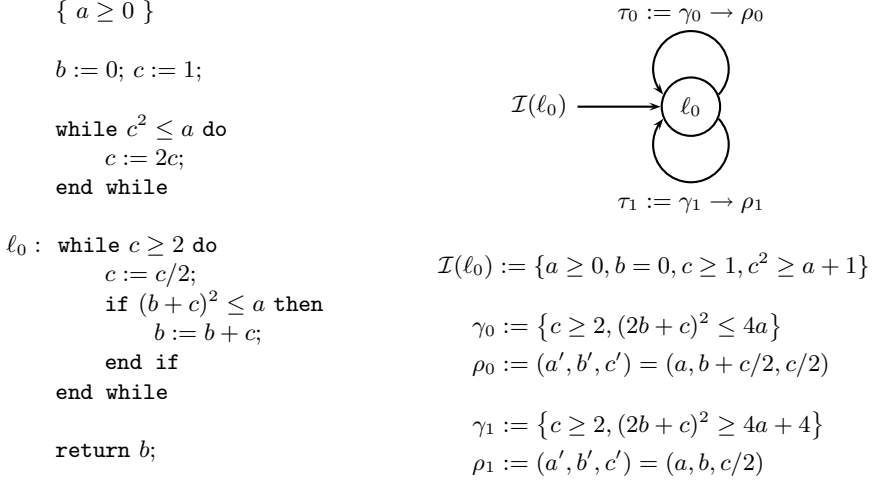 { a ≥ 0 }
b := 0; c := 1;
while c² ≤ a do
c := 2c;
end while
ℓ₀ : while c ≥ 2 do
c := c/2;
if (b + c)² ≤ a then
b := b + c;
end if
end while
return b;
τ₀ := γ₀ → ρ₀
I(ℓ₀)
ℓ₀
τ₁ := γ₁ → ρ₁
I(ℓ₀) := {a ≥ 0, b = 0, c ≥ 1, c² ≥ a + 1}
γ₀ := {c ≥ 2, (2b + c)² ≤ 4a}
ρ₀ := (a′, b′, c′) = (a, b + c/2, c/2)
γ₁ := {c ≥ 2, (2b + c)² ≥ 4a + 4}
ρ₁ := (a′, b′, c′) = (a, b, c/2)